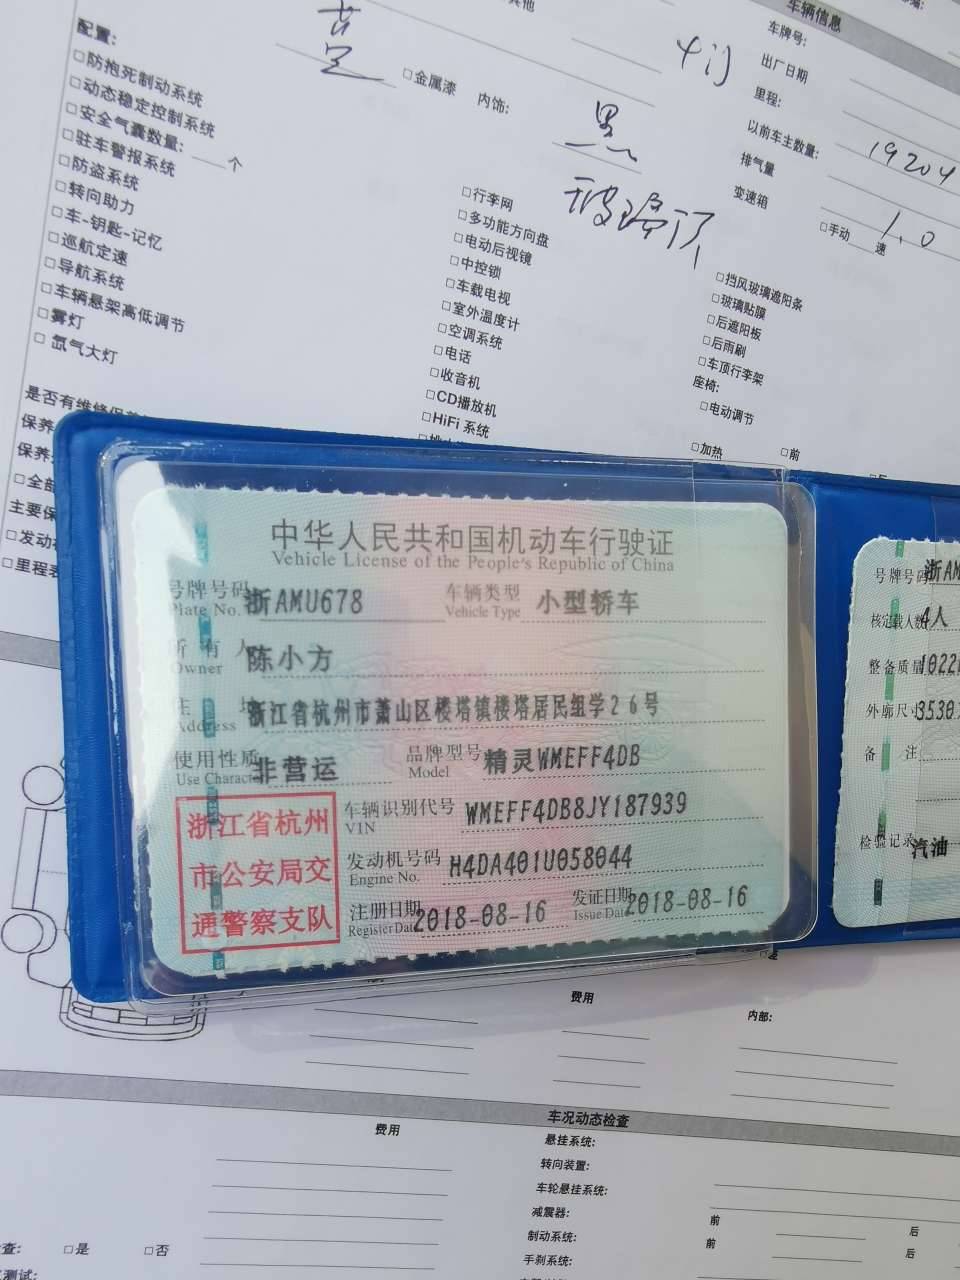 其他
车辆信息
配置:
车牌号:
□防抱死制动系统
□动态稳定控制系统
□安全气囊数量: 个
□驻车警报系统
□防盗系统
□转向助力
□车-钥匙-记忆
□巡航定速
□导航系统
□车辆悬架高低调节
□雾灯
□氙气大灯
□金属漆
内饰:
黑
出厂日期
里程:
以前车主数量:
19204
排气量
1.0
变速箱
□手动 速
□行李网
□多功能方向盘
□电动后视镜
□中控锁
□车载电视
□室外温度计
□空调系统
□电话
□收音机
□CD播放机
□HiFi 系统
□挡风玻璃遮阳条
□玻璃贴膜
□后遮阳板
□后雨刷
□车顶行李架
座椅:
□电动调节
□加热
□前
是否有维修保养
保养
保养
□全部
主要保
□发动
□里程表
中华人民共和国机动车行驶证
Vehicle License of the People's Republic of China
号牌号码 浙AMU678 车辆类型 小型轿车
Plate No. Vehicle Type
所有人 陈小方
Owner
住址 浙江省杭州市萧山区楼塔镇楼塔居民组学26号
Address
使用性质 非营运 品牌型号 精灵WMEFF4DB
Use Character Model
浙江省杭州
市公安局交
通警察支队
车辆识别代号 WMEFF4DB8JY187939
VIN
发动机号码 H4DA401U058044
Engine No.
注册日期 2018-08-16 发证日期 2018-08-16
Register Date Issue Date
号牌号码 浙AM
核定载人数 4人
整备质量 1022
外廓尺寸 3530
备注
检验记录 汽油
费用
内部:
车况动态检查
费用
悬挂系统:
转向装置:
车轮悬挂系统:
减震器: 前 后
制动系统: 前 后
手刹系统:
查: □是 □否
测试: